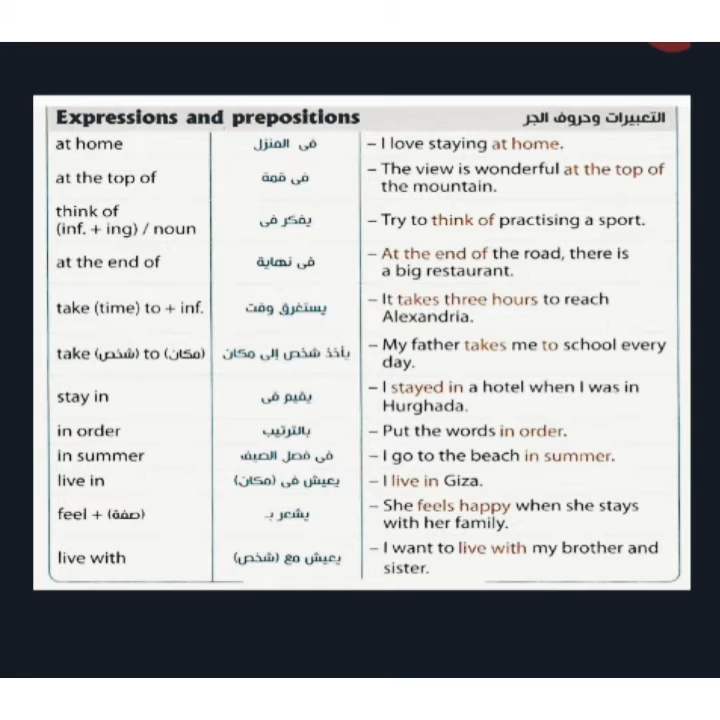 Expressions and prepositions التعبيرات وحروف الجر
at home فى المنزل – I love staying at home.
at the top of فى قمة – The view is wonderful at the top of
the mountain.
think of
(inf. + ing) / noun يفكر فى – Try to think of practising a sport.
at the end of فى نهاية – At the end of the road, there is
a big restaurant.
take (time) to + inf. يستغرق وقت – It takes three hours to reach
Alexandria.
take (شخص) to (مكان) يأخذ شخص إلى مكان – My father takes me to school every
day.
stay in يقيم فى – I stayed in a hotel when I was in
Hurghada.
in order بالترتيب – Put the words in order.
in summer فى فصل الصيف – I go to the beach in summer.
live in يعيش فى (مكان) – I live in Giza.
feel + (صفة) يشعر بـ – She feels happy when she stays
with her family.
live with يعيش مع (شخص) – I want to live with my brother and
sister.